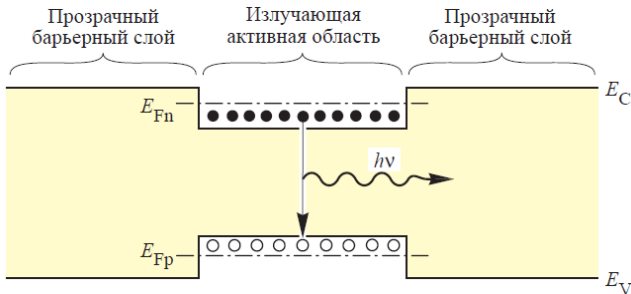 Прозрачный
барьерный слой
Излучающая
активная область
Прозрачный
барьерный слой
E_C
E_Fn
hν
E_Fp
E_V